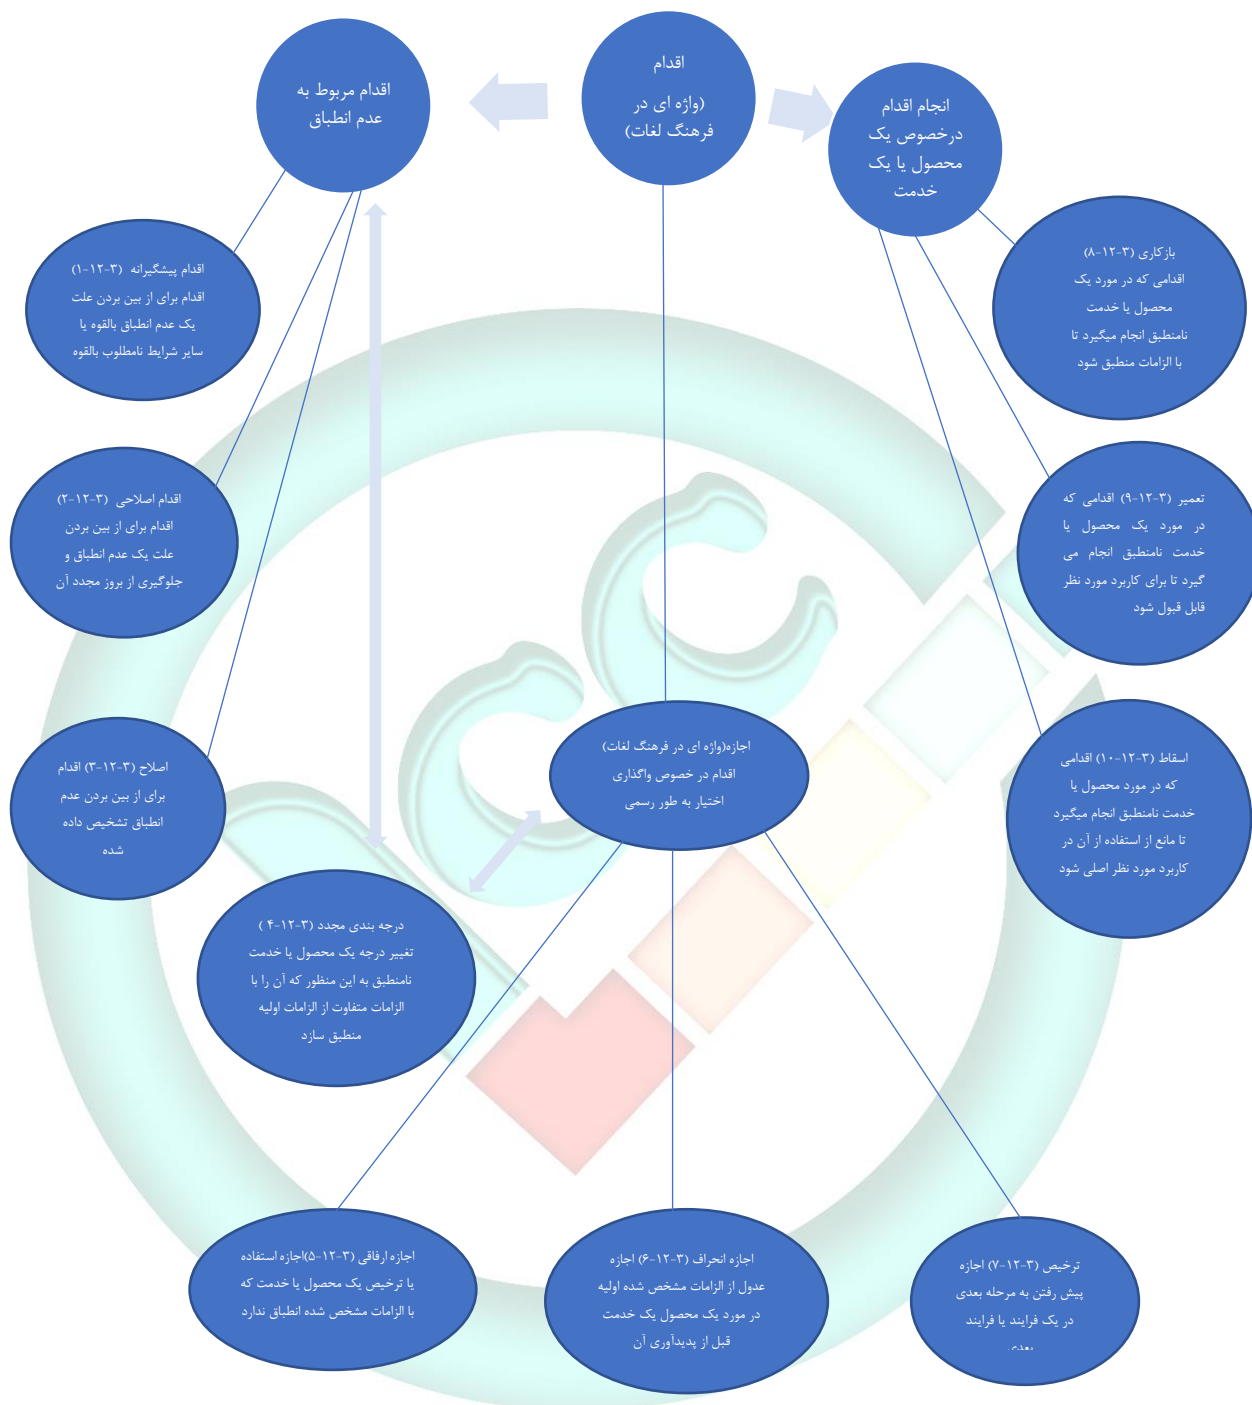 اقدام
(واژه ای در
فرهنگ لغات)
انجام اقدام
درخصوص یک
محصول یا یک
خدمت
اقدام مربوط به
عدم انطباق
بازکاری (۳-۱۲-۸)
اقدامی که در مورد یک
محصول یا خدمت
نامنطبق انجام میگیرد تا
با الزامات منطبق شود
اقدام پیشگیرانه (۳-۱۲-۱)
اقدام برای از بین بردن علت
یک عدم انطباق بالقوه یا
سایر شرایط نامطلوب بالقوه
تعمیر (۳-۱۲-۹) اقدامی که
در مورد یک محصول یا
خدمت نامنطبق انجام می
گیرد تا برای کاربرد مورد نظر
قابل قبول شود
اقدام اصلاحی (۳-۱۲-۲)
اقدام برای از بین بردن
علت یک عدم انطباق و
جلوگیری از بروز مجدد آن
اسقاط (۳-۱۲-۱۰) اقدامی
که در مورد محصول یا
خدمت نامنطبق انجام میگیرد
تا مانع از استفاده از آن در
کاربرد مورد نظر اصلی شود
اجازه(واژه ای در فرهنگ لغات)
اقدام در خصوص واگذاری
اختیار به طور رسمی
اصلاح (۳-۱۲-۳) اقدام
برای از بین بردن عدم
انطباق تشخیص داده
شده
درجه بندی مجدد (۳-۱۲-۴ )
تغییر درجه یک محصول یا خدمت
نامنطبق به این منظور که آن را با
الزامات متفاوت از الزامات اولیه
منطبق سازد
ترخیص (۳-۱۲-۷) اجازه
پیش رفتن به مرحله بعدی
در یک فرایند یا فرایند
بعدی
اجازه انحراف (۳-۱۲-۶) اجازه
عدول از الزامات مشخص شده اولیه
در مورد یک محصول یک خدمت
قبل از پدیدآوری آن
اجازه ارفاقی (۳-۱۲-۵)اجازه استفاده
یا ترخیص یک محصول یا خدمت که
با الزامات مشخص شده انطباق ندارد